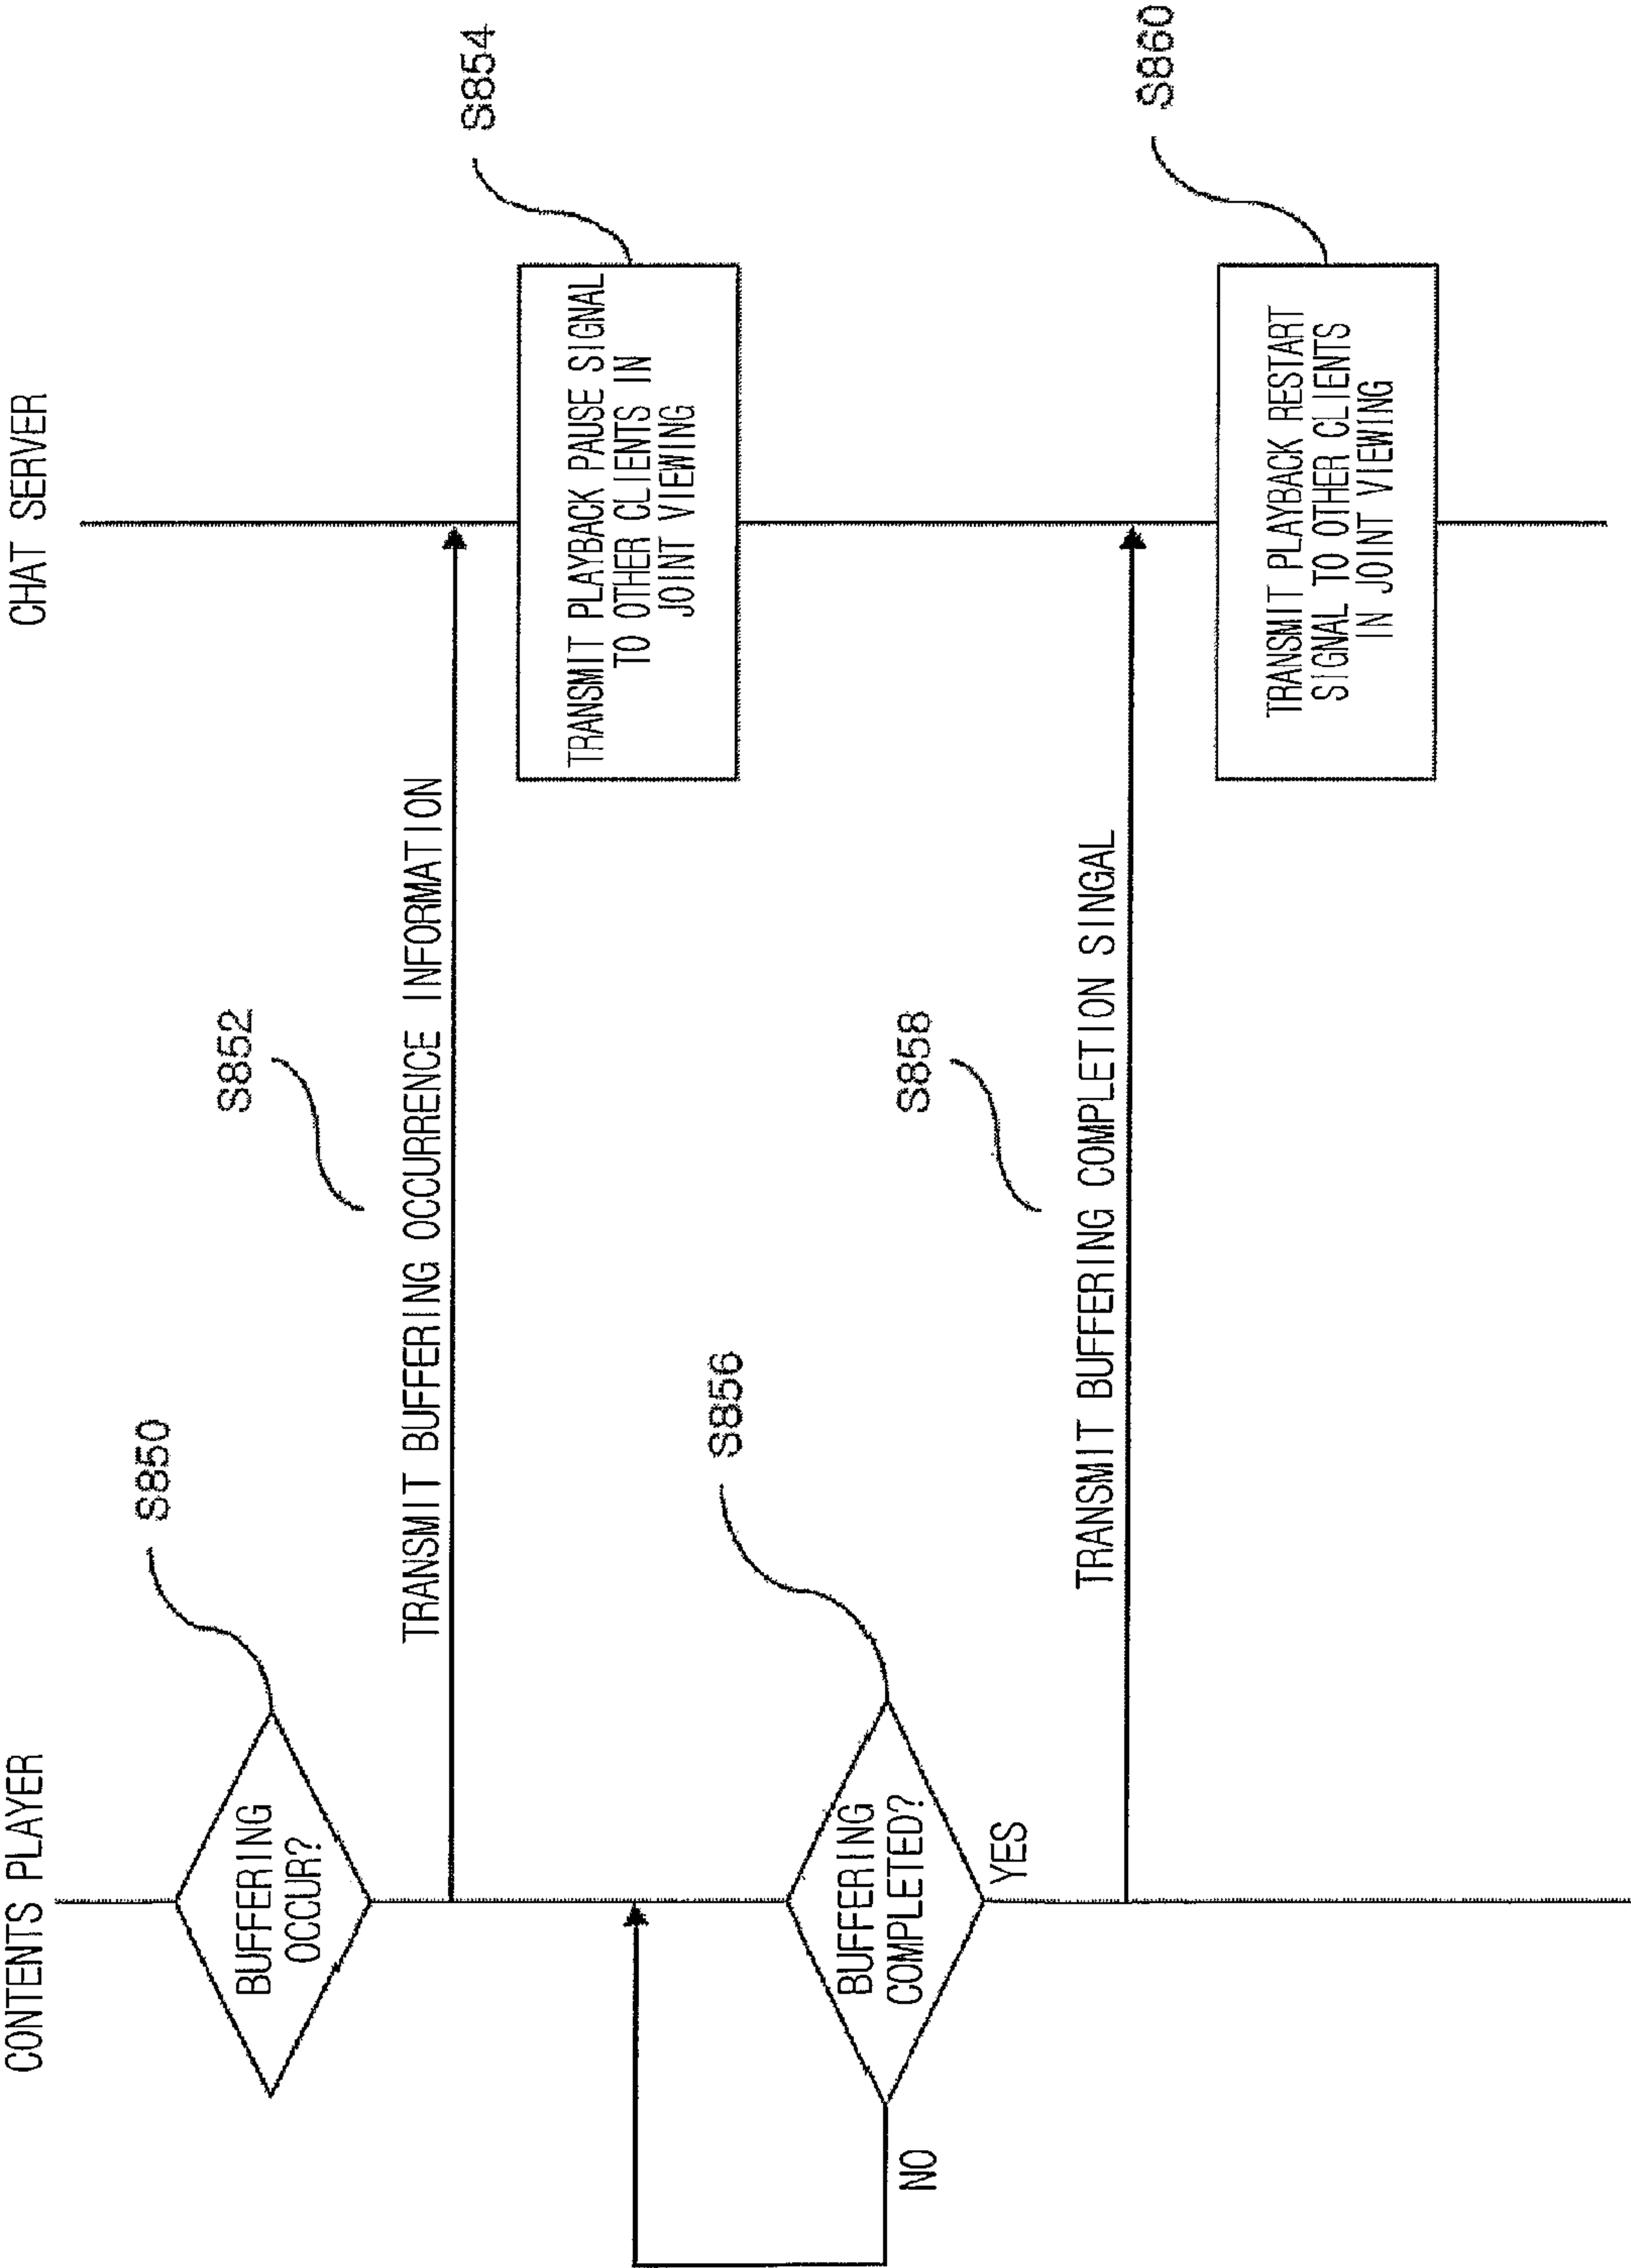 CONTENTS PLAYER
CHAT SERVER
S850
BUFFERING
OCCUR?
S852
TRANSMIT BUFFERING OCCURRENCE INFORMATION
S854
TRANSMIT PLAYBACK PAUSE SIGNAL
TO OTHER CLIENTS IN
JOINT VIEWING
S856
BUFFERING
COMPLETED?
NO
YES
S858
TRANSMIT BUFFERING COMPLETION SINGAL
S860
TRANSMIT PLAYBACK RESTART
SIGNAL TO OTHER CLIENTS
IN JOINT VIEWING